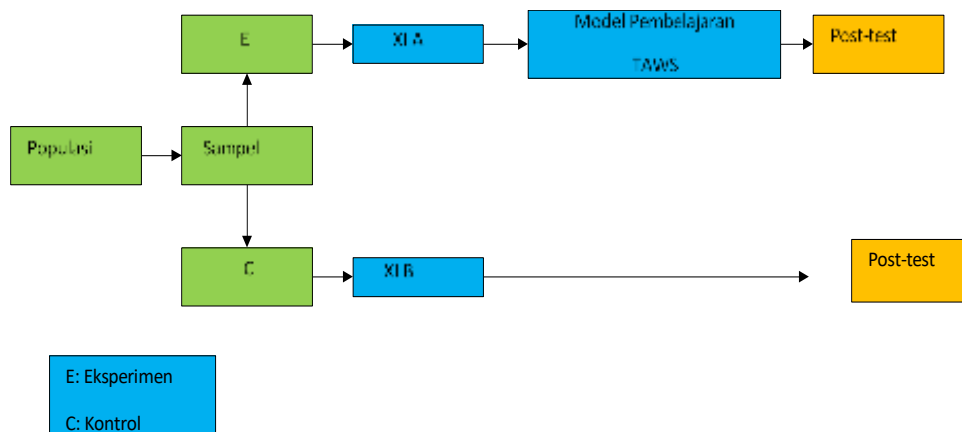 E
XI A
Model Pembelajaran
TAWS
Post-test
Populasi
Sampel
C
XI B
Post-test
E: Eksperimen
C: Kontrol